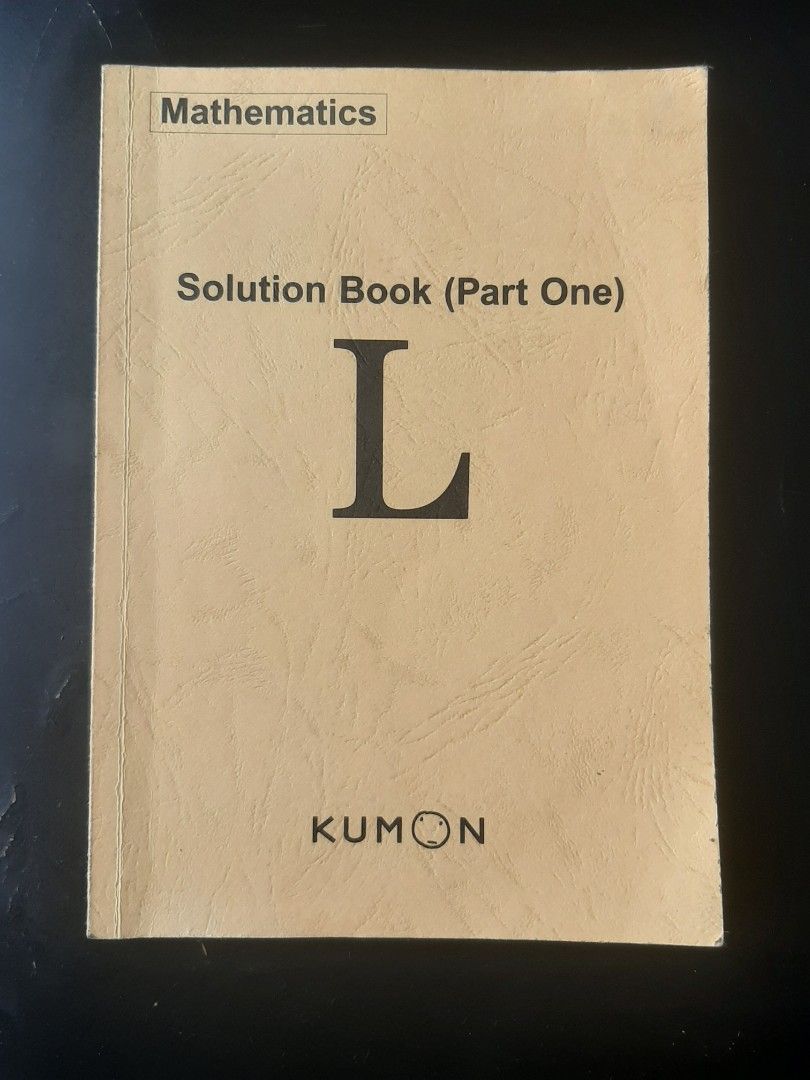 Mathematics
Solution Book (Part One)
L
KUMON